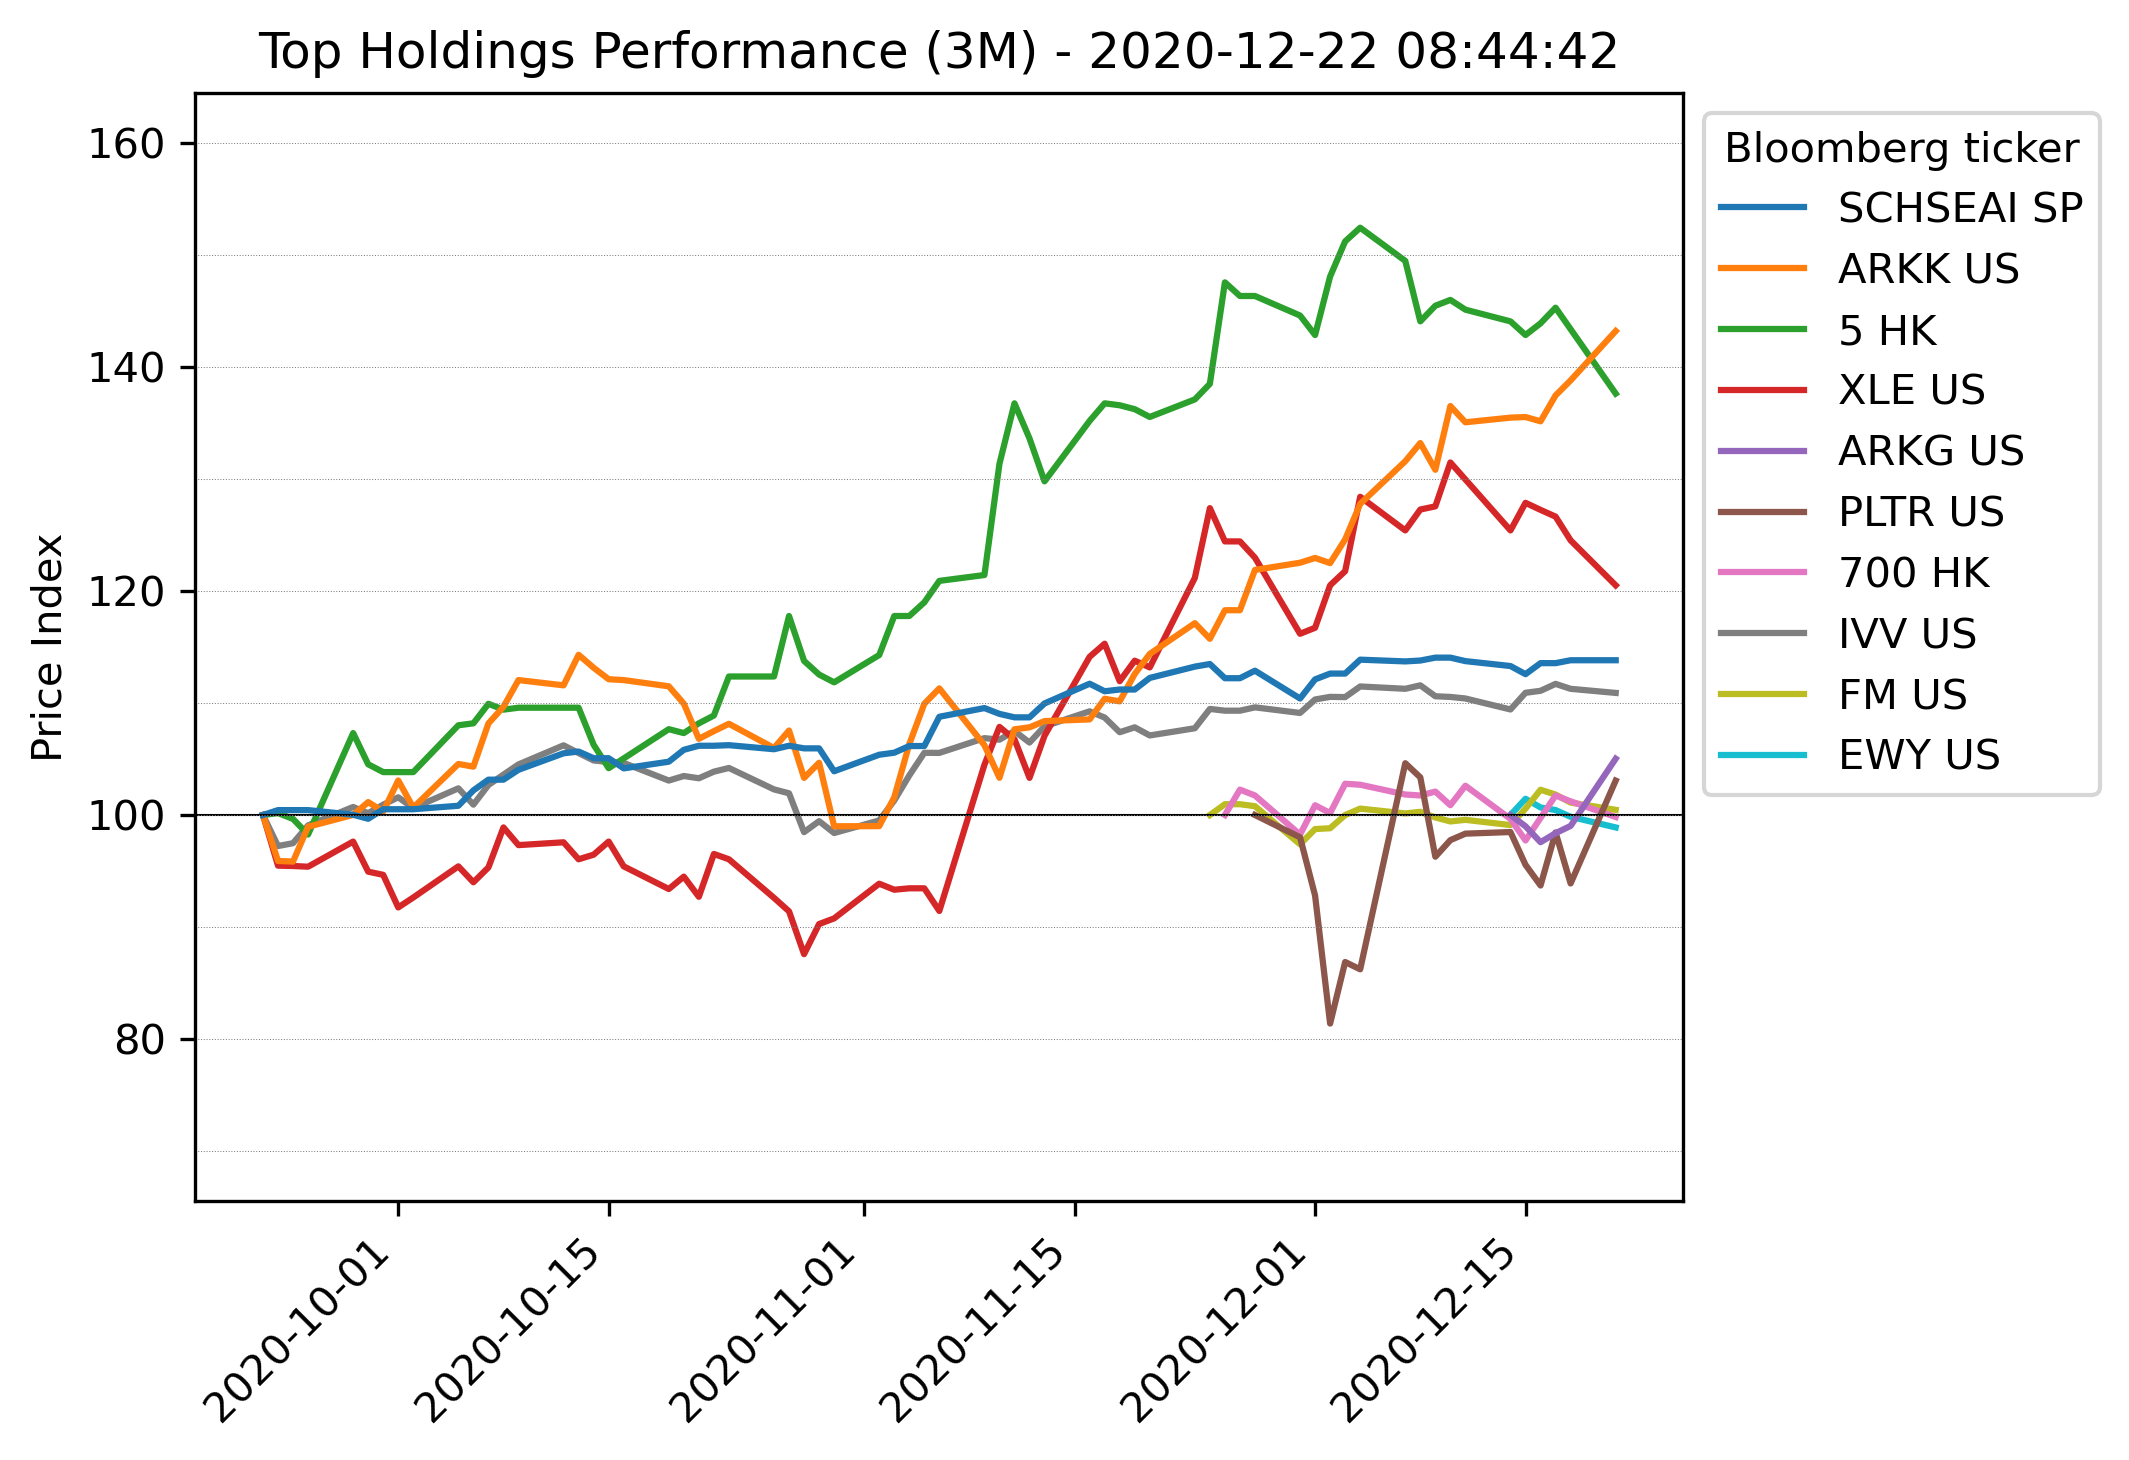 Top Holdings Performance (3M) - 2020-12-22 08:44:42
Price Index
160
140
120
100
80
2020-10-01
2020-10-15
2020-11-01
2020-11-15
2020-12-01
2020-12-15
Bloomberg ticker
SCHSEAI SP
ARKK US
5 HK
XLE US
ARKG US
PLTR US
700 HK
IVV US
FM US
EWY US